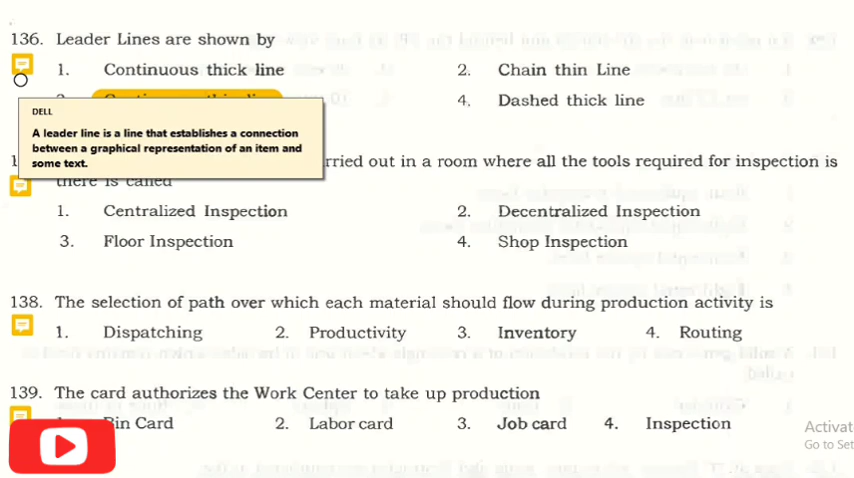 136. Leader Lines are shown by
1. Continuous thick line 2. Chain thin Line
4. Dashed thick line
DELL
A leader line is a line that establishes a connection
between a graphical representation of an item and
some text.
rried out in a room where all the tools required for inspection is
there is called
1. Centralized Inspection 2. Decentralized Inspection
3. Floor Inspection 4. Shop Inspection
138. The selection of path over which each material should flow during production activity is
1. Dispatching 2. Productivity 3. Inventory 4. Routing
139. The card authorizes the Work Center to take up production
Bin Card 2. Labor card 3. Job card 4. Inspection
Activat
Go to Set